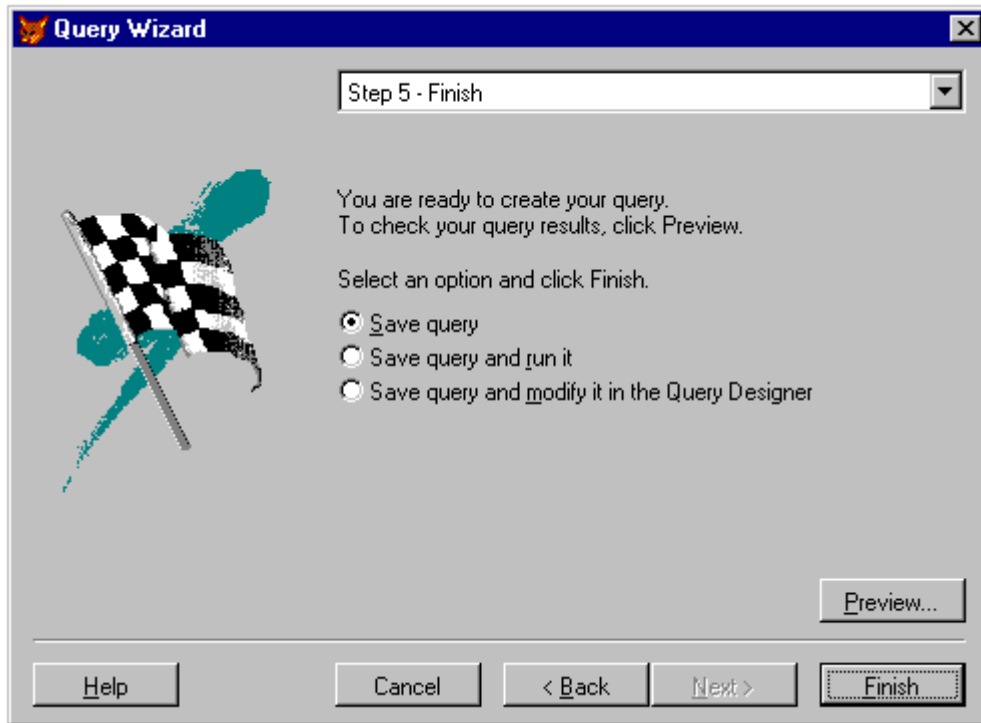 Query Wizard
Step 5 - Finish
You are ready to create your query.
To check your query results, click Preview.
Select an option and click Finish.
Save query
Save query and run it
Save query and modify it in the Query Designer
Preview...
Help
Cancel
< Back
Next >
Finish